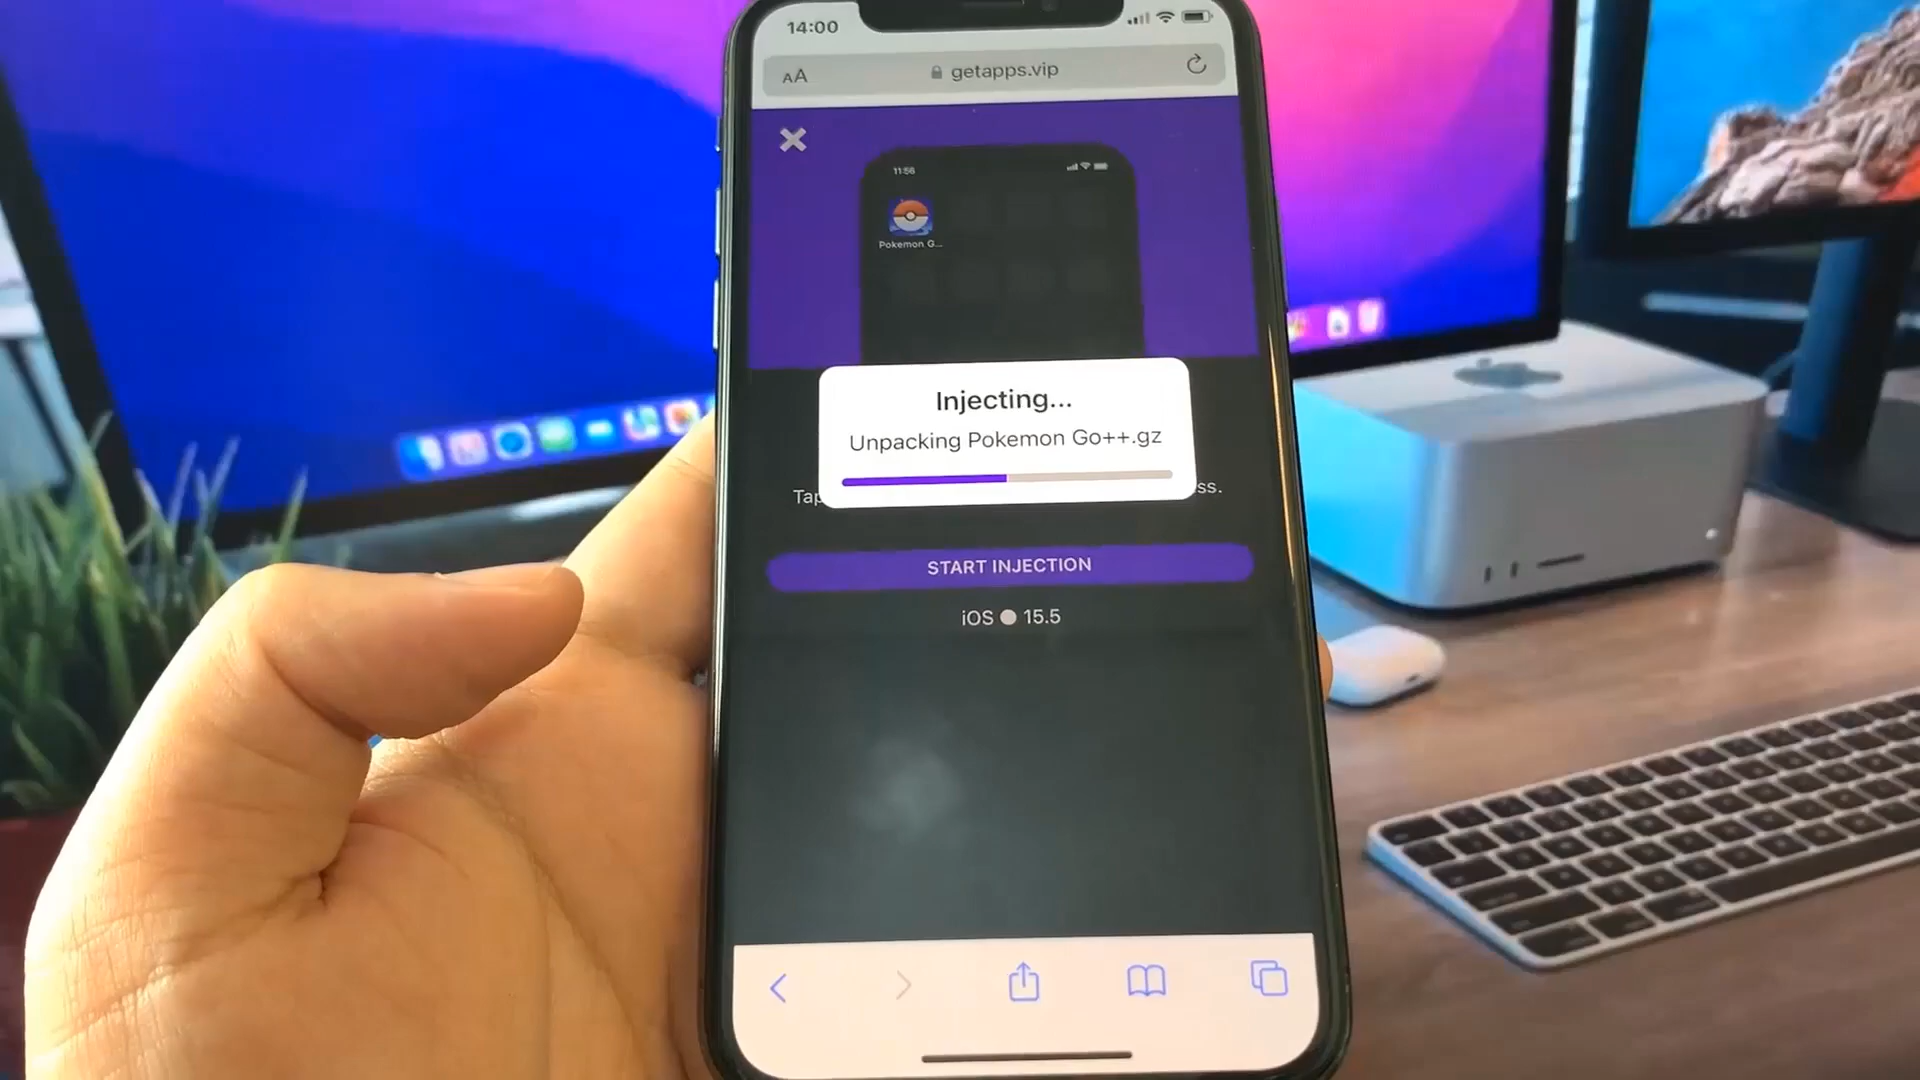 14:00
AA
getapps.vip
11:56
Pokemon G...
Injecting...
Unpacking Pokemon Go++.gz
Tap
ss.
START INJECTION
iOS 15.5